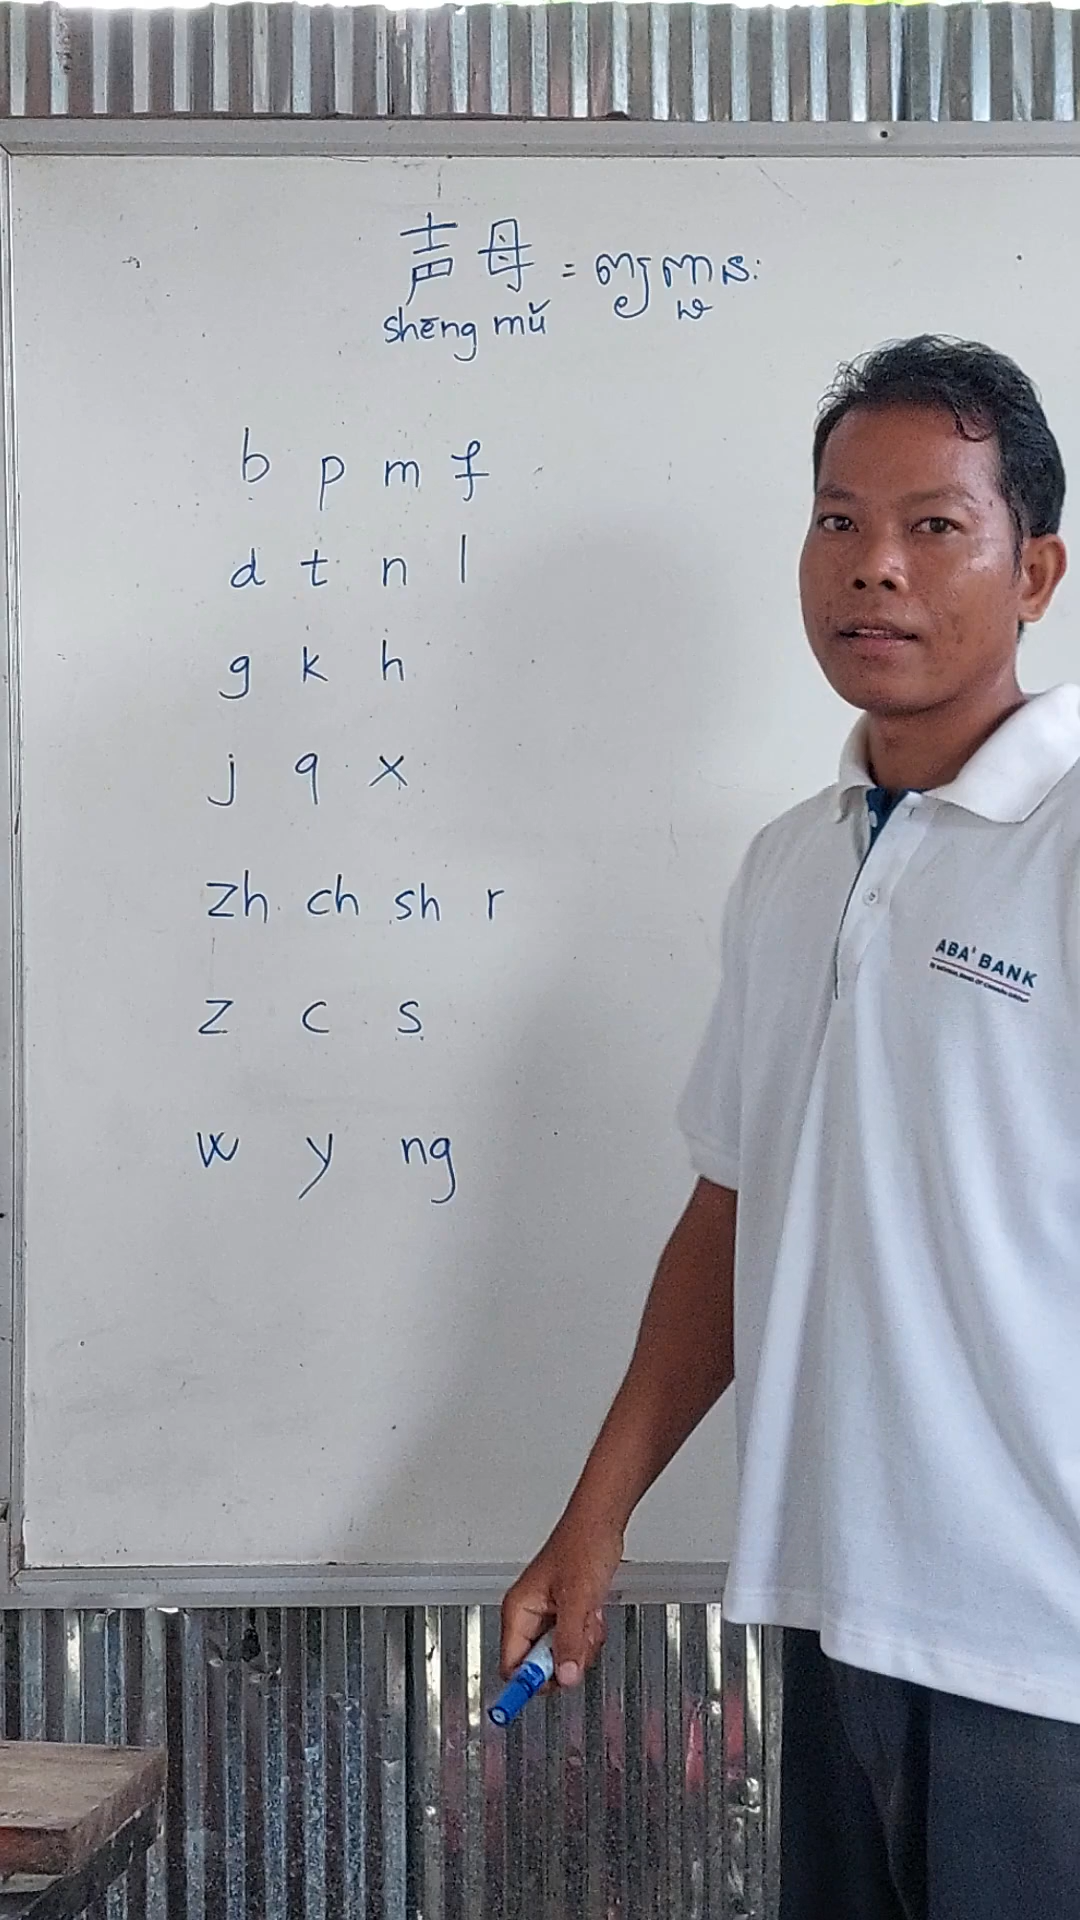 声母 = ព្យញ្ជនៈ
shēng mǔ
b p m f
d t n l
g k h
j q x
zh ch sh r
z c s
w y ng
ABA' BANK